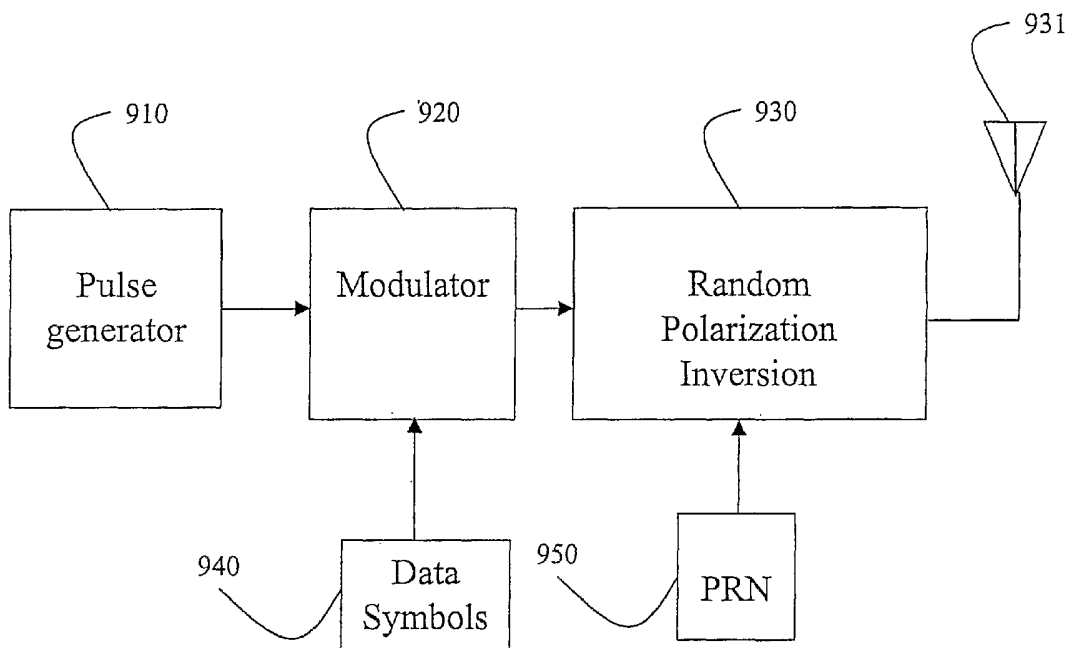 931
910
920
930
Pulse
generator
Modulator
Random
Polarization
Inversion
940
Data
Symbols
950
PRN